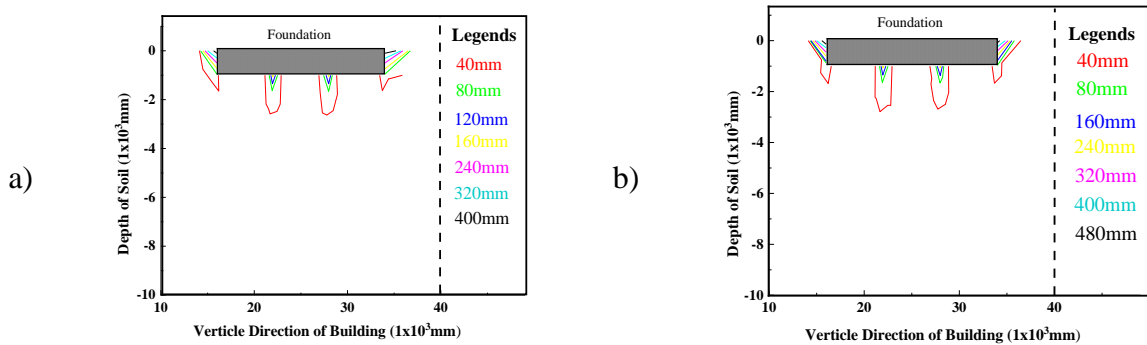 a)
Foundation
Legends
40mm
80mm
120mm
160mm
240mm
320mm
400mm
0
-2
-4
-6
-8
-10
10 20 30 40
Depth of Soil (1x10³mm)
Verticle Direction of Building (1x10³mm)
b)
Foundation
Legends
40mm
80mm
160mm
240mm
320mm
400mm
480mm
0
-2
-4
-6
-8
-10
10 20 30 40
Depth of Soil (1x10³mm)
Verticle Direction of Building (1x10³mm)